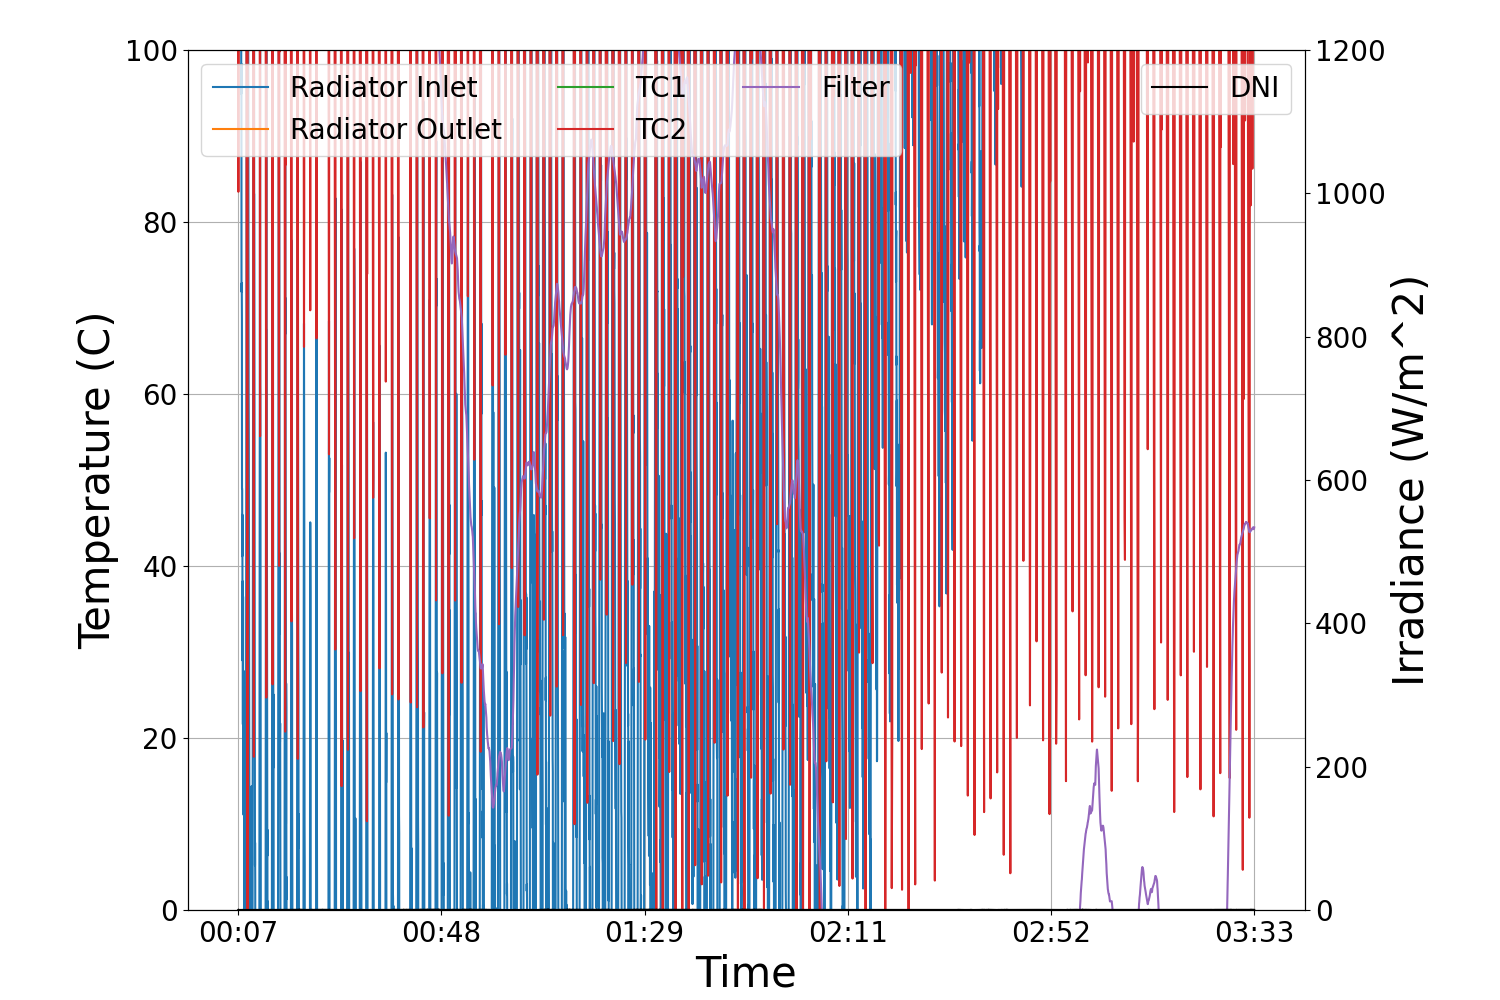 100
80
60
40
20
0
Temperature (C)
Radiator Inlet
Radiator Outlet
TC1
TC2
Filter
DNI
1200
1000
800
600
400
200
0
Irradiance (W/m^2)
00:07
00:48
01:29
02:11
02:52
03:33
Time